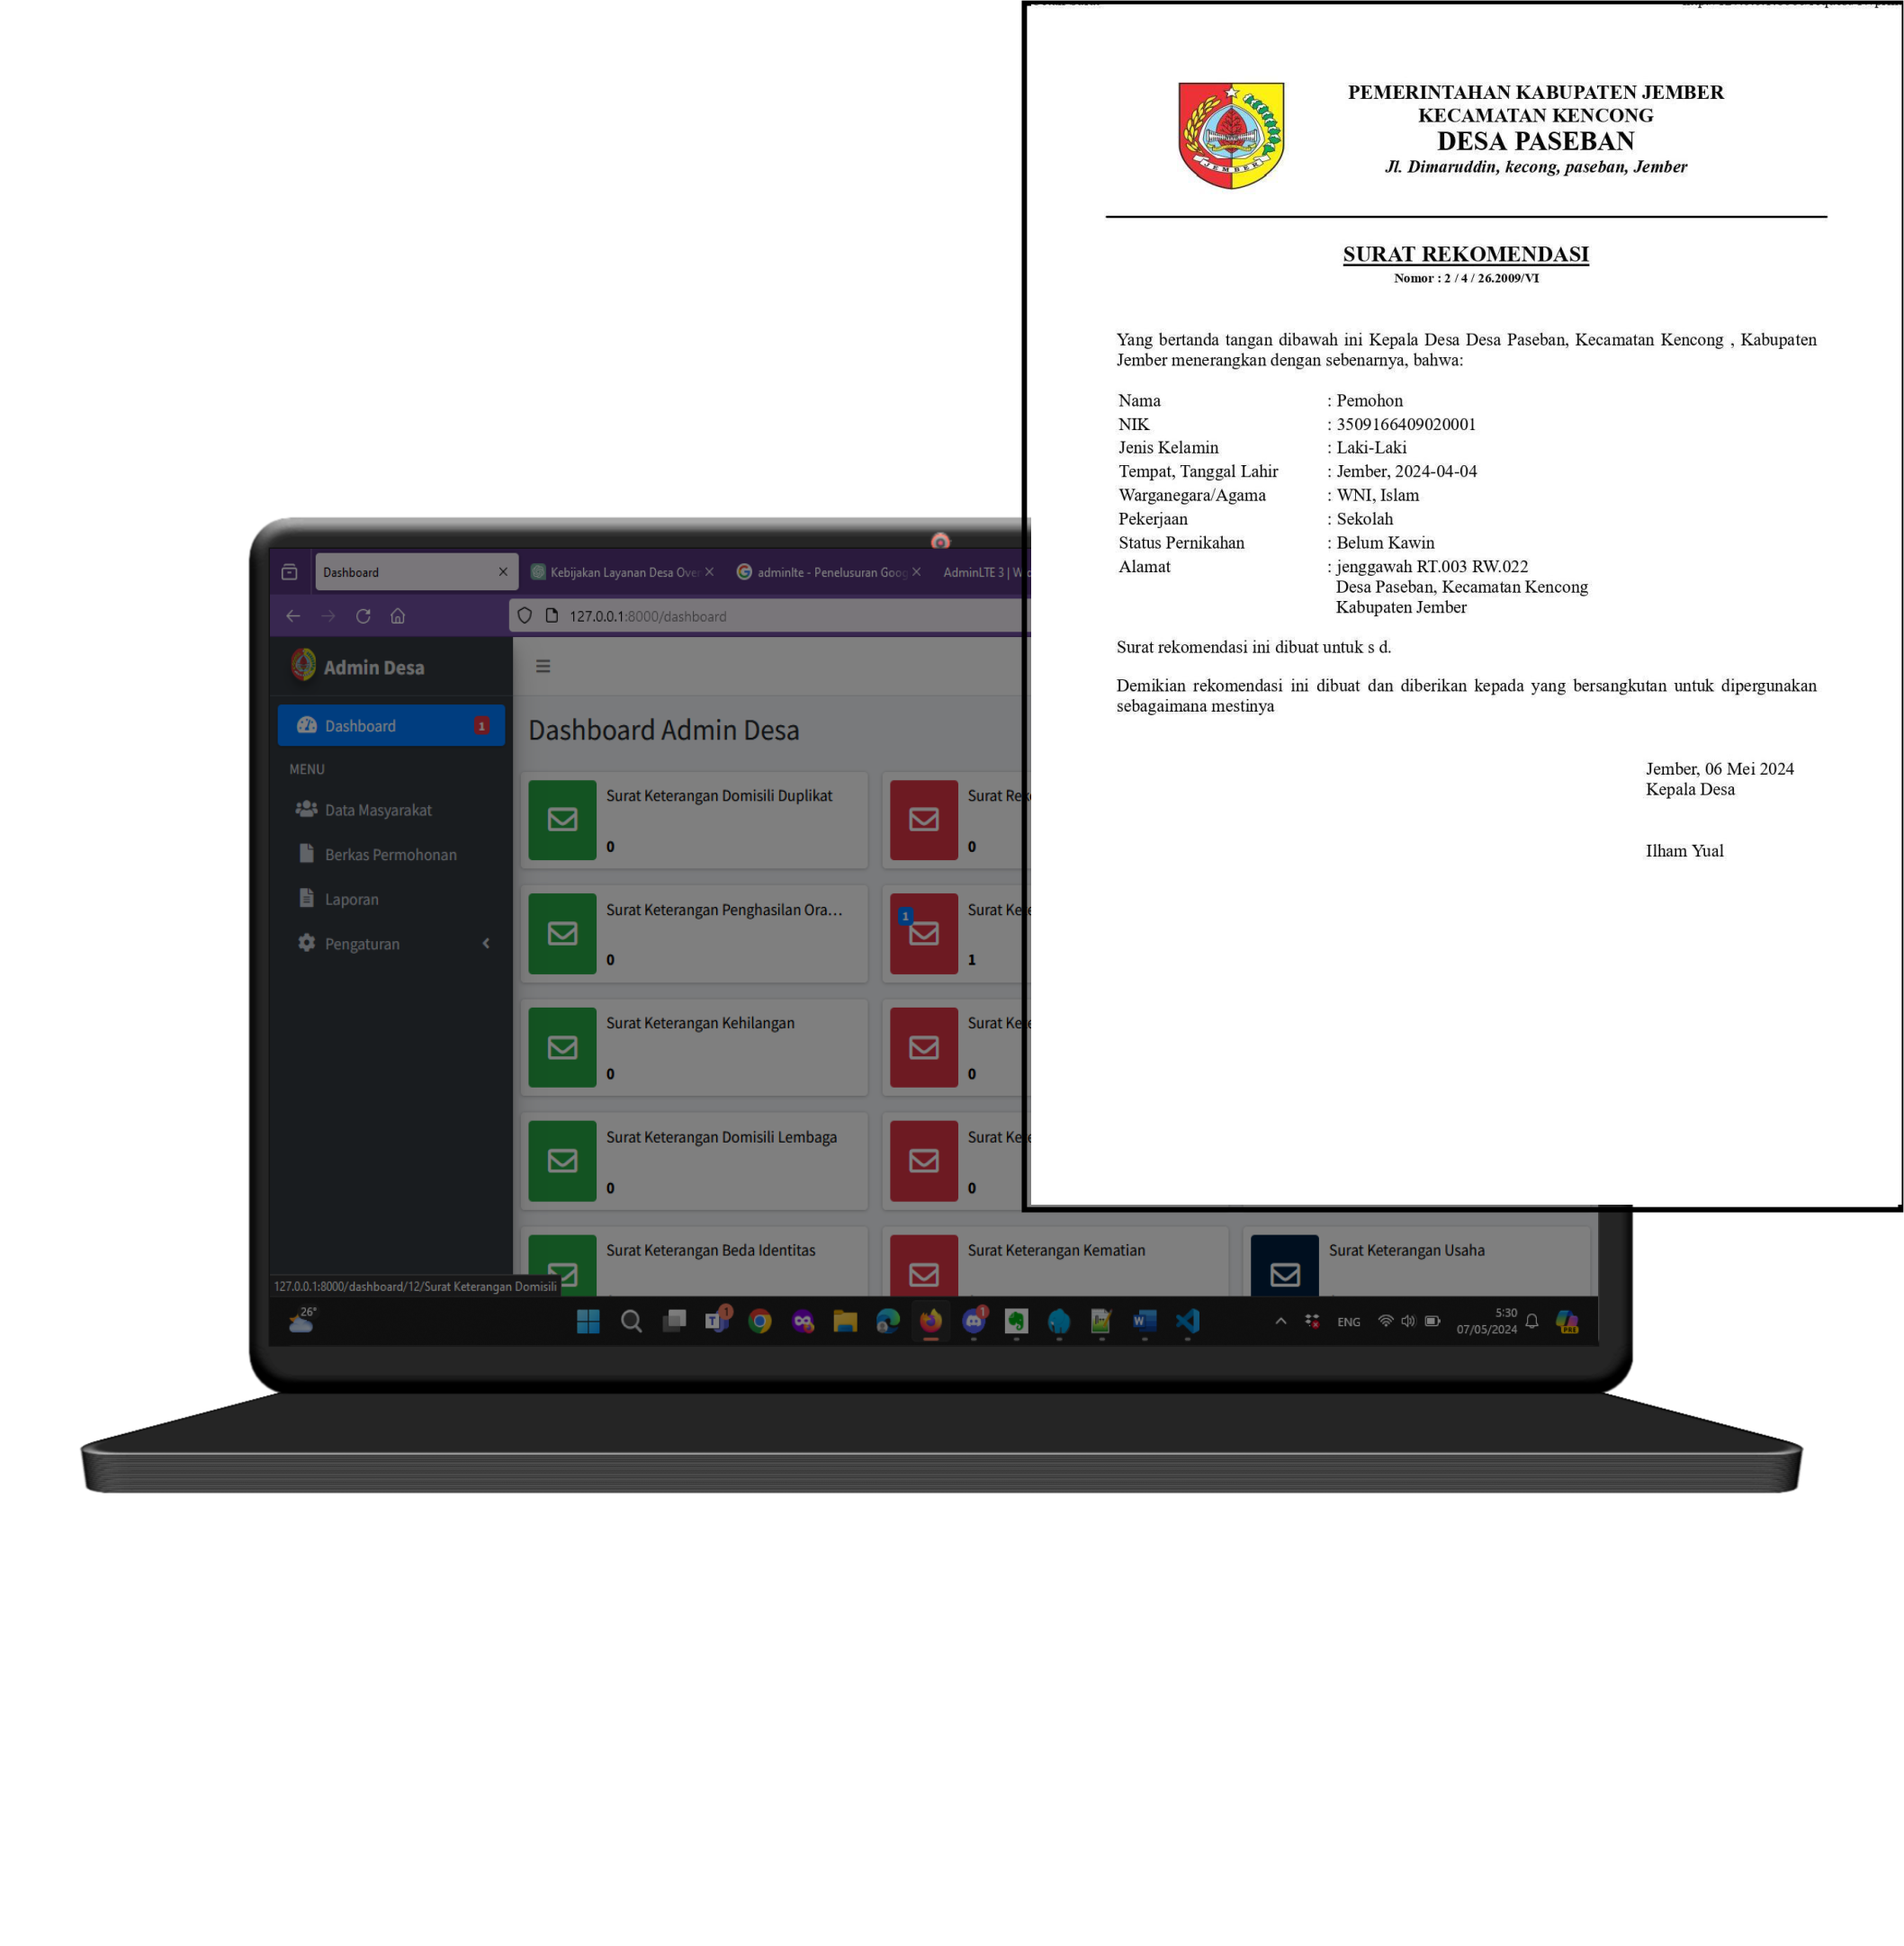 PEMERINTAHAN KABUPATEN JEMBER
KECAMATAN KENCONG
DESA PASEBAN
Jl. Dimaruddin, kecong, paseban, Jember
JEMBER
SURAT REKOMENDASI
Nomor : 2 / 4 / 26.2009/VI
Yang bertanda tangan dibawah ini Kepala Desa Desa Paseban, Kecamatan Kencong , Kabupaten
Jember menerangkan dengan sebenarnya, bahwa:
Nama : Pemohon
NIK : 3509166409020001
Jenis Kelamin : Laki-Laki
Tempat, Tanggal Lahir : Jember, 2024-04-04
Warganegara/Agama : WNI, Islam
Pekerjaan : Sekolah
Status Pernikahan : Belum Kawin
Alamat : jenggawah RT.003 RW.022
Desa Paseban, Kecamatan Kencong
Kabupaten Jember
Surat rekomendasi ini dibuat untuk s d.
Demikian rekomendasi ini dibuat dan diberikan kepada yang bersangkutan untuk dipergunakan
sebagaimana mestinya
Jember, 06 Mei 2024
Kepala Desa
Ilham Yual
Dashboard
Kebijakan Layanan Desa Over
adminlte - Penelusuran Goog
AdminLTE 3 | W
127.0.0.1:8000/dashboard
Admin Desa
Dashboard 1
MENU
Data Masyarakat
Berkas Permohonan
Laporan
Pengaturan
Dashboard Admin Desa
Surat Keterangan Domisili Duplikat
0
Surat Rek
0
Surat Keterangan Penghasilan Ora...
0
1
Surat Kete
1
Surat Keterangan Kehilangan
0
Surat Kete
0
Surat Keterangan Domisili Lembaga
0
Surat Kete
0
Surat Keterangan Beda Identitas
Surat Keterangan Kematian
Surat Keterangan Usaha
127.0.0.1:8000/dashboard/12/Surat Keterangan Domisili
26°
1
1
ENG
5:30
07/05/2024
PRE